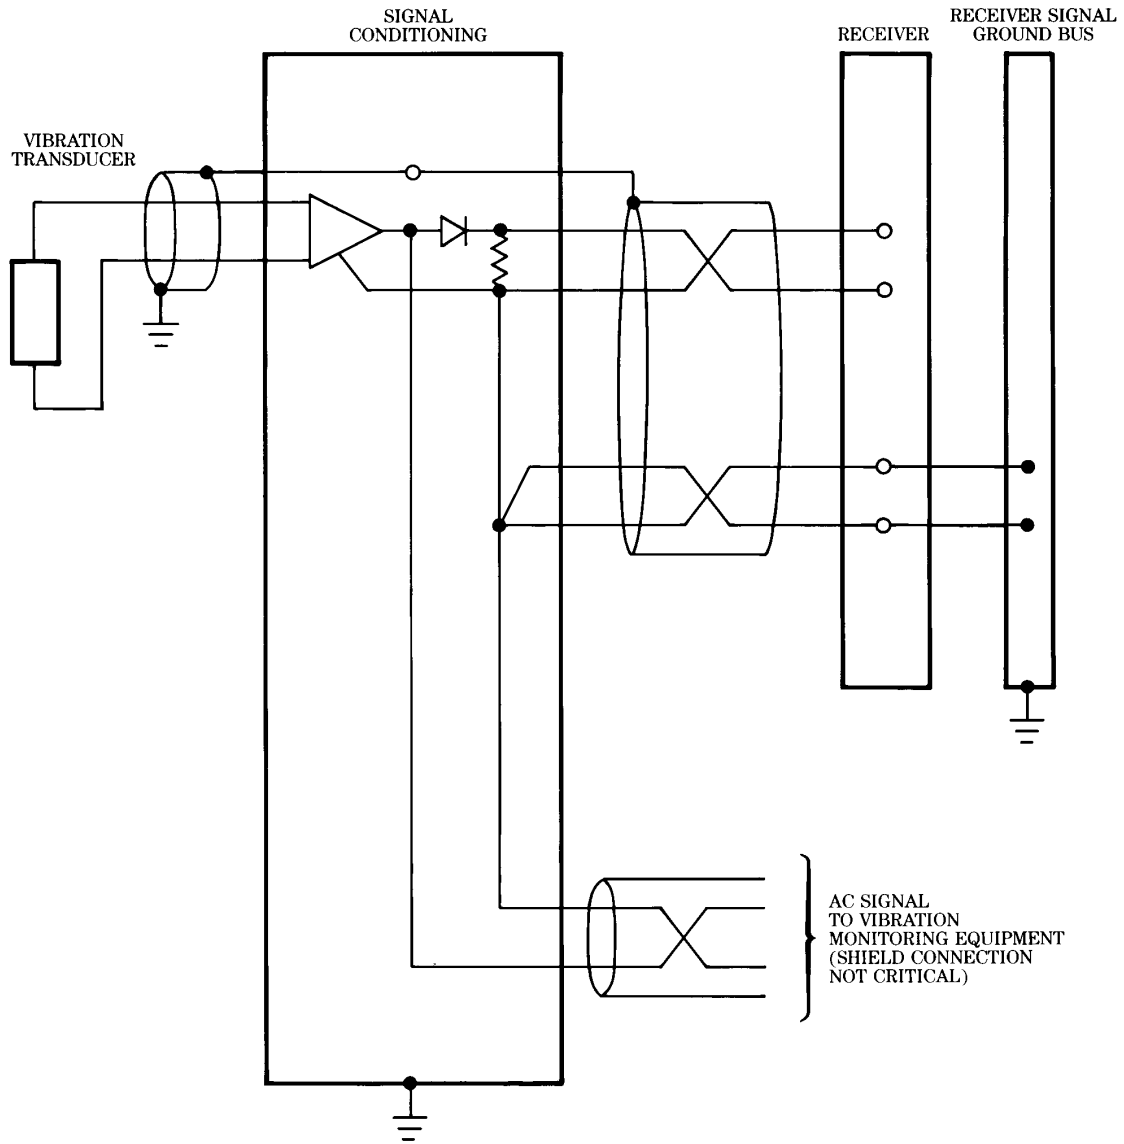 SIGNAL
CONDITIONING
RECEIVER
RECEIVER SIGNAL
GROUND BUS
VIBRATION
TRANSDUCER
AC SIGNAL
TO VIBRATION
MONITORING EQUIPMENT
(SHIELD CONNECTION
NOT CRITICAL)